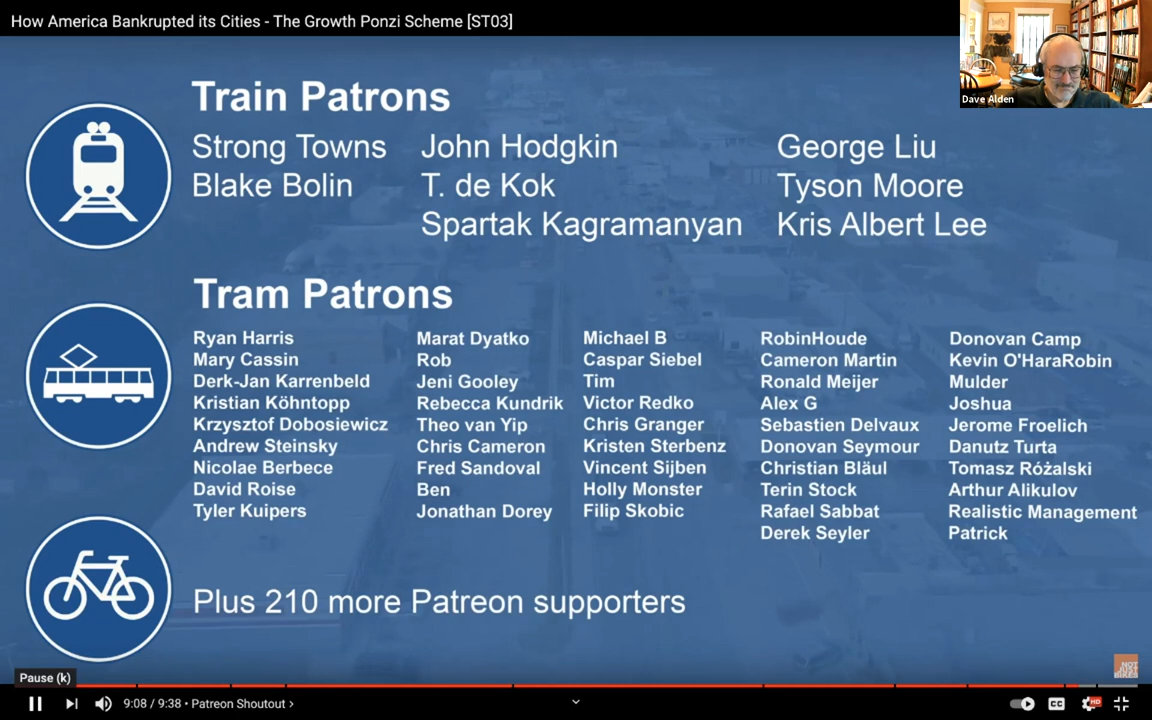 How America Bankrupted its Cities - The Growth Ponzi Scheme [ST03]
Dave Alden
Train Patrons
Strong Towns
Blake Bolin
John Hodgkin
T. de Kok
Spartak Kagramanyan
George Liu
Tyson Moore
Kris Albert Lee
Tram Patrons
Ryan Harris
Mary Cassin
Derk-Jan Karrenbeld
Kristian Köhntopp
Krzysztof Dobosiewicz
Andrew Steinsky
Nicolae Berbece
David Roise
Tyler Kuipers
Marat Dyatko
Rob
Jeni Gooley
Rebecca Kundrik
Theo van Yip
Chris Cameron
Fred Sandoval
Ben
Jonathan Dorey
Michael B
Caspar Siebel
Tim
Victor Redko
Chris Granger
Kristen Sterbenz
Vincent Sijben
Holly Monster
Filip Skobic
RobinHoude
Cameron Martin
Ronald Meijer
Alex G
Sebastien Delvaux
Donovan Seymour
Christian Bläul
Terin Stock
Rafael Sabbat
Derek Seyler
Donovan Camp
Kevin O'HaraRobin
Mulder
Joshua
Jerome Froelich
Danutz Turta
Tomasz Różalski
Arthur Alikulov
Realistic Management
Patrick
Plus 210 more Patreon supporters
NOT
JUST
BIKES
Pause (k)
9:08 / 9:38 • Patreon Shoutout ›
CC
HD